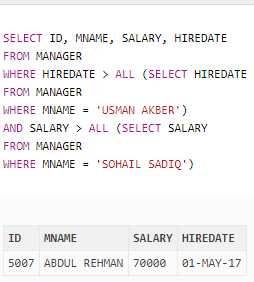 SELECT ID, MNAME, SALARY, HIREDATE
FROM MANAGER
WHERE HIREDATE > ALL (SELECT HIREDATE
FROM MANAGER
WHERE MNAME = 'USMAN AKBER')
AND SALARY > ALL (SELECT SALARY
FROM MANAGER
WHERE MNAME = 'SOHAIL SADIQ')
ID MNAME SALARY HIREDATE
5007 ABDUL REHMAN 70000 01-MAY-17